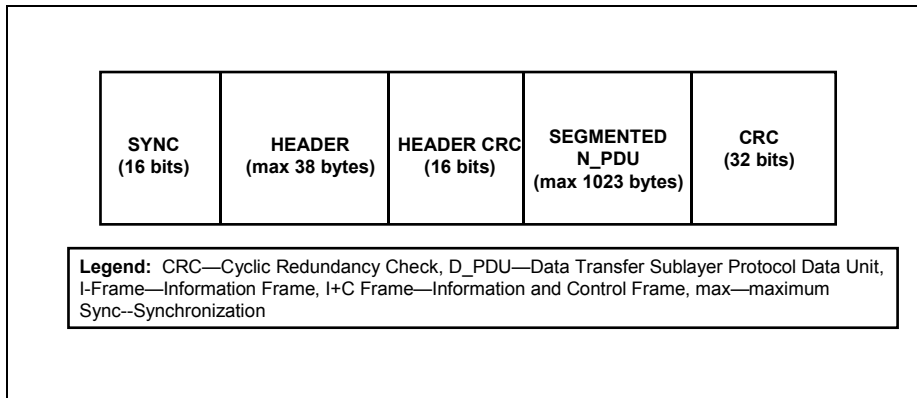 SYNC
(16 bits)
HEADER
(max 38 bytes)
HEADER CRC
(16 bits)
SEGMENTED
N_PDU
(max 1023 bytes)
CRC
(32 bits)
Legend: CRC—Cyclic Redundancy Check, D_PDU—Data Transfer Sublayer Protocol Data Unit,
I-Frame—Information Frame, I+C Frame—Information and Control Frame, max—maximum
Sync--Synchronization